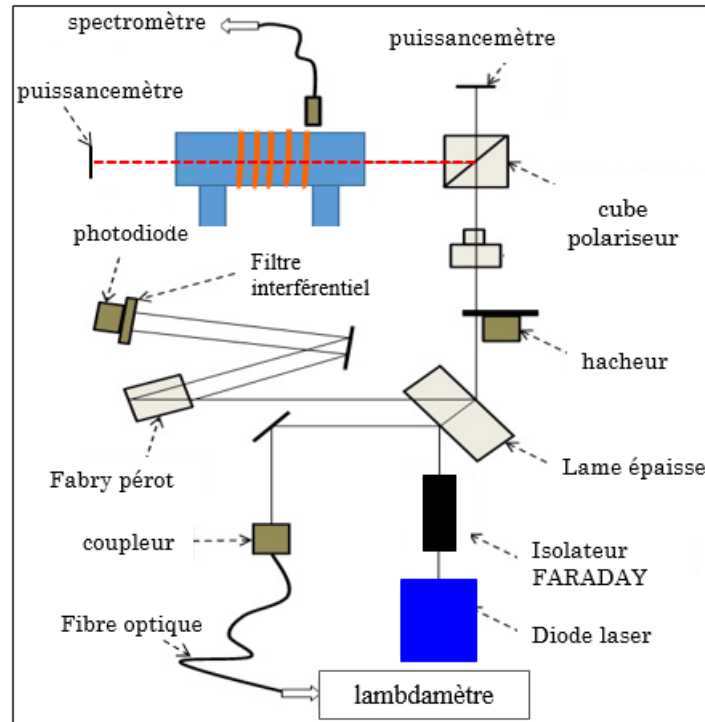 spectromètre
puissancemètre
puissancemètre
cube
polariseur
photodiode
Filtre
interférentiel
hacheur
Fabry pérot
Lame épaisse
coupleur
Isolateur
FARADAY
Fibre optique
Diode laser
lambdamètre